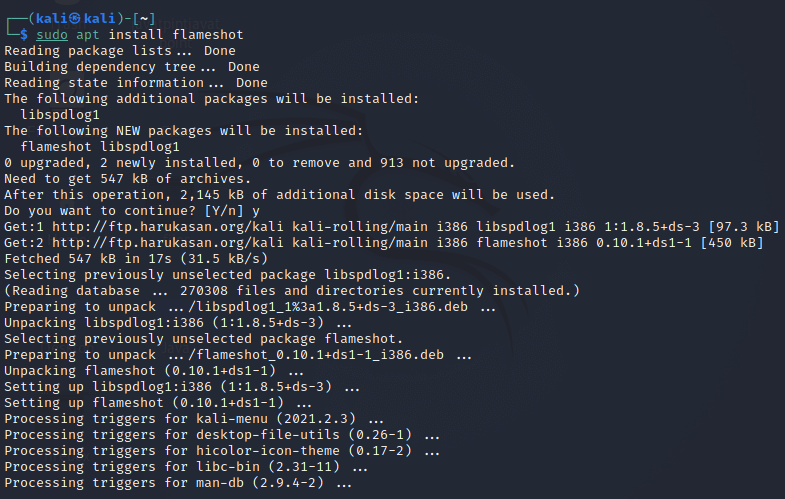 ┌──(kali㉿kali)-[~]
└─$ sudo apt install flameshot
Reading package lists... Done
Building dependency tree... Done
Reading state information... Done
The following additional packages will be installed:
  libspdlog1
The following NEW packages will be installed:
  flameshot libspdlog1
0 upgraded, 2 newly installed, 0 to remove and 913 not upgraded.
Need to get 547 kB of archives.
After this operation, 2,145 kB of additional disk space will be used.
Do you want to continue? [Y/n] y
Get:1 http://ftp.harukasan.org/kali kali-rolling/main i386 libspdlog1 i386 1:1.8.5+ds-3 [97.3 kB]
Get:2 http://ftp.harukasan.org/kali kali-rolling/main i386 flameshot i386 0.10.1+ds1-1 [450 kB]
Fetched 547 kB in 17s (31.5 kB/s)
Selecting previously unselected package libspdlog1:i386.
(Reading database ... 270308 files and directories currently installed.)
Preparing to unpack .../libspdlog1_1%3a1.8.5+ds-3_i386.deb ...
Unpacking libspdlog1:i386 (1:1.8.5+ds-3) ...
Selecting previously unselected package flameshot.
Preparing to unpack .../flameshot_0.10.1+ds1-1_i386.deb ...
Unpacking flameshot (0.10.1+ds1-1) ...
Setting up libspdlog1:i386 (1:1.8.5+ds-3) ...
Setting up flameshot (0.10.1+ds1-1) ...
Processing triggers for kali-menu (2021.2.3) ...
Processing triggers for desktop-file-utils (0.26-1) ...
Processing triggers for hicolor-icon-theme (0.17-2) ...
Processing triggers for libc-bin (2.31-11) ...
Processing triggers for man-db (2.9.4-2) ...